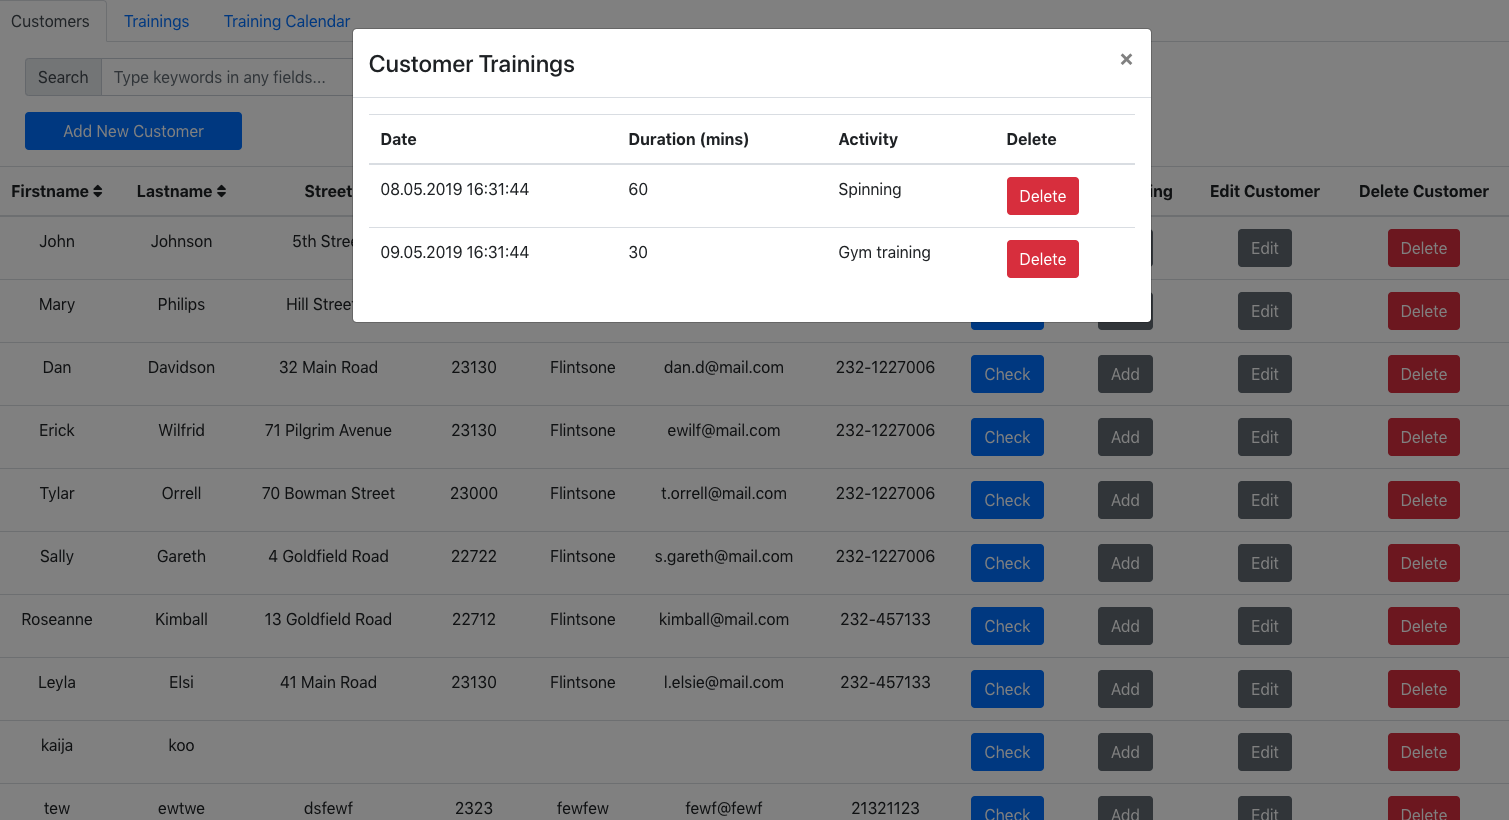 Customers Trainings Training Calendar
Customer Trainings ×
Search Type keywords in any fields...
Add New Customer
Date Duration (mins) Activity Delete
08.05.2019 16:31:44 60 Spinning Delete
09.05.2019 16:31:44 30 Gym training Delete
Firstname Lastname Street Edit Customer Delete Customer
John Johnson 5th Edit Delete
Mary Philips Hill Street Edit Delete
Dan Davidson 32 Main Road 23130 Flintsone dan.d@mail.com 232-1227006 Check Add Edit Delete
Erick Wilfrid 71 Pilgrim Avenue 23130 Flintsone ewilf@mail.com 232-1227006 Check Add Edit Delete
Tylar Orrell 70 Bowman Street 23000 Flintsone t.orrell@mail.com 232-1227006 Check Add Edit Delete
Sally Gareth 4 Goldfield Road 22722 Flintsone s.gareth@mail.com 232-1227006 Check Add Edit Delete
Roseanne Kimball 13 Goldfield Road 22712 Flintsone kimball@mail.com 232-457133 Check Add Edit Delete
Leyla Elsi 41 Main Road 23130 Flintsone l.elsie@mail.com 232-457133 Check Add Edit Delete
kaija koo Check Add Edit Delete
tew ewtwe dsfewf 2323 fewfew fewf@fewf 21321123 Check Add Edit Delete